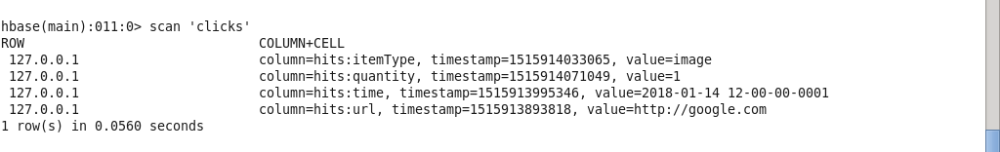 hbase(main):011:0> scan 'clicks'
ROW                              COLUMN+CELL
 127.0.0.1                       column=hits:itemType, timestamp=1515914033065, value=image
 127.0.0.1                       column=hits:quantity, timestamp=1515914071049, value=1
 127.0.0.1                       column=hits:time, timestamp=1515913995346, value=2018-01-14 12-00-00-0001
 127.0.0.1                       column=hits:url, timestamp=1515913893818, value=http://google.com
1 row(s) in 0.0560 seconds